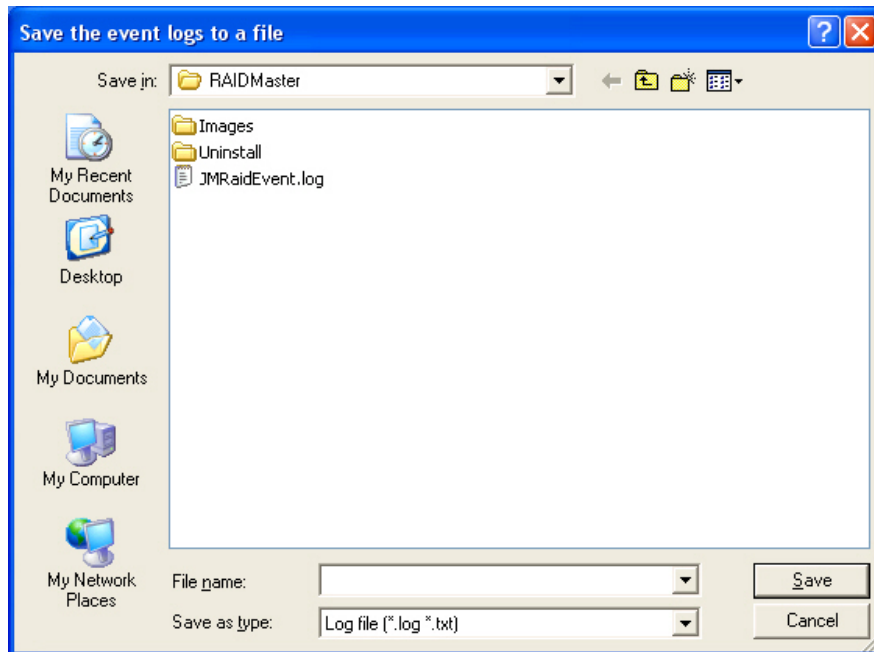 Save the event logs to a file
Save in:
RAIDMaster
Images
Uninstall
JMRaidEvent.log
My Recent
Documents
Desktop
My Documents
My Computer
My Network
Places
File name:
Save
Save as type:
Log file (*.log *.txt)
Cancel